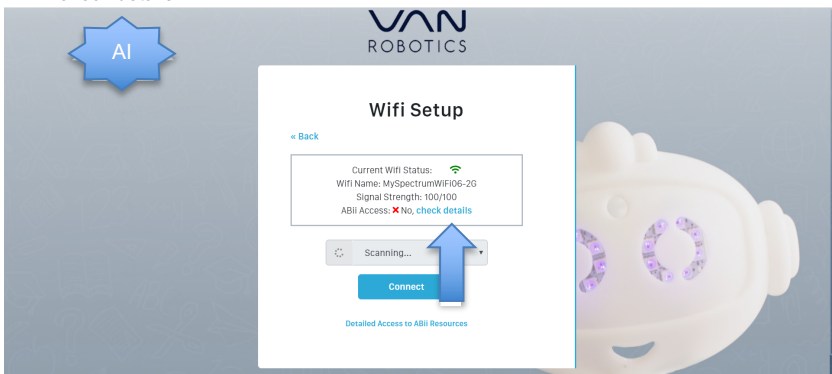 AI
VAN
ROBOTICS
Wifi Setup
« Back
Current Wifi Status:
Wifi Name: MySpectrumWiFi06-2G
Signal Strength: 100/100
ABii Access: ✖ No, check details
Scanning...
Connect
Detailed Access to ABii Resources